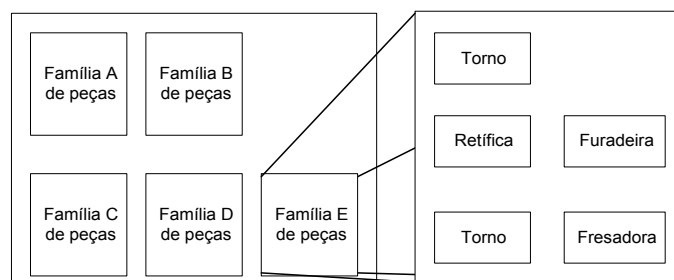 Família A
de peças
Família B
de peças
Família C
de peças
Família D
de peças
Família E
de peças
Torno
Retífica
Furadeira
Torno
Fresadora